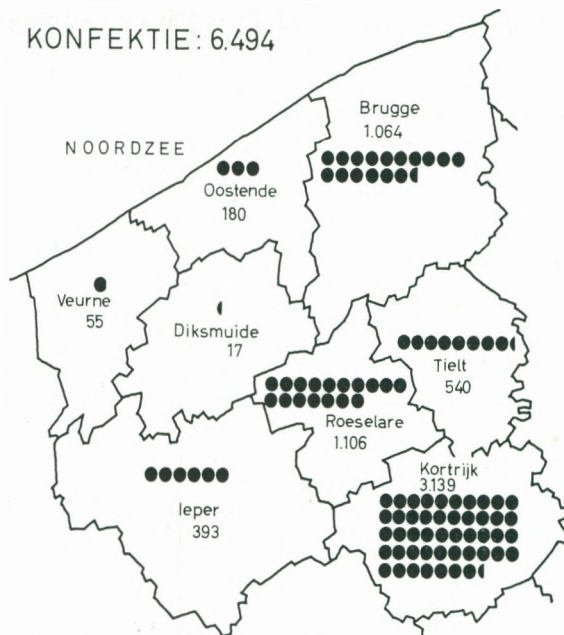 KONFEKTIE: 6.494
Brugge
1.064
NOORDZEE
Oostende
180
Veurne
55
Diksmuide
17
Tielt
540
Roeselare
1.106
Kortrijk
3.139
Ieper
393